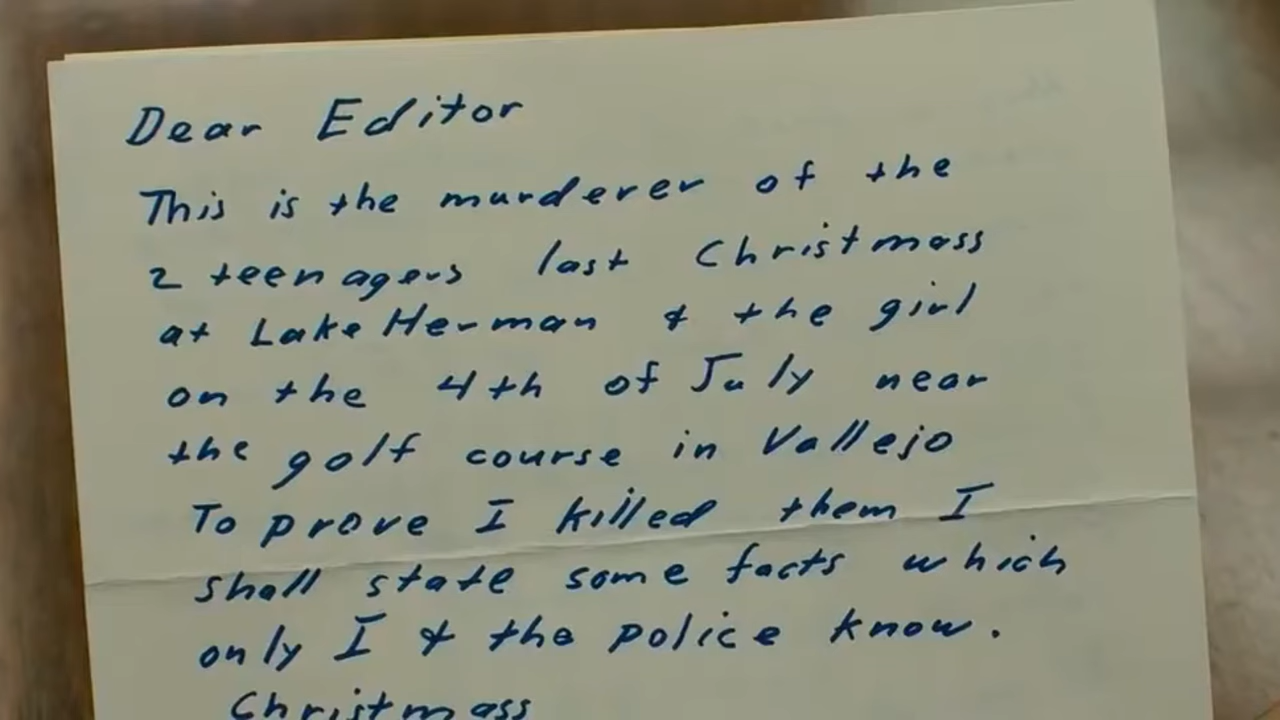 Dear Editor
This is the murderer of the
2 teenagers last Christmass
at Lake Herman & the girl
on the 4th of July near
the golf course in Vallejo
To prove I killed them I
shall state some facts which
only I & the police know.
Christmass